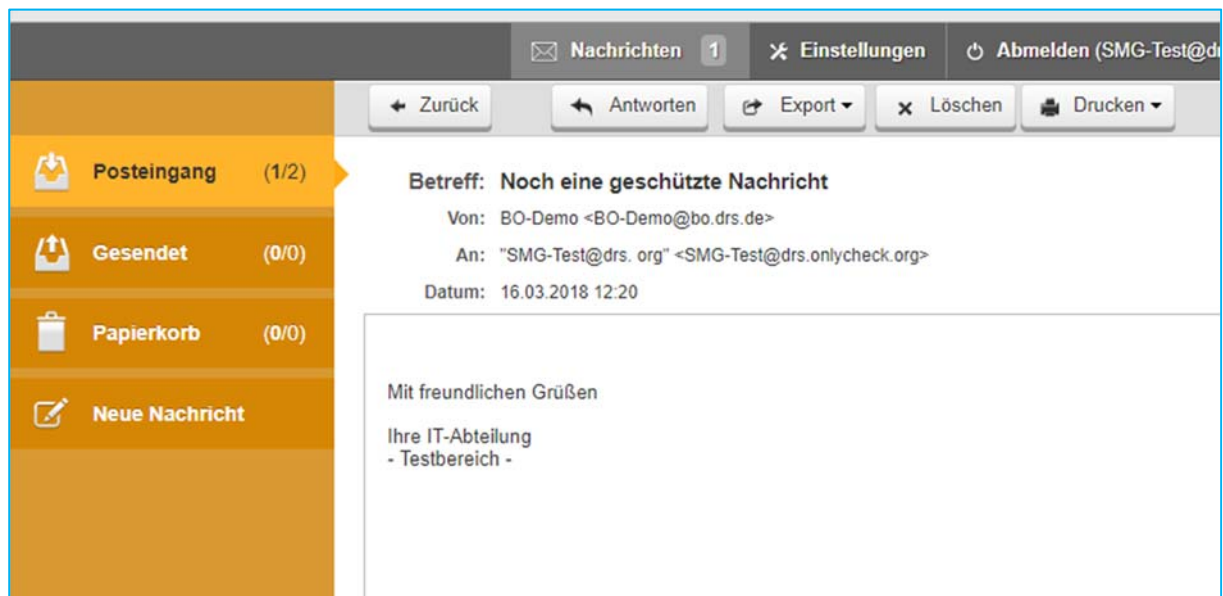 Nachrichten 1 Einstellungen Abmelden (SMG-Test@d
Zurück Antworten Export Löschen Drucken
Posteingang (1/2)
Gesendet (0/0)
Papierkorb (0/0)
Neue Nachricht
Betreff: Noch eine geschützte Nachricht
Von: BO-Demo <BO-Demo@bo.drs.de>
An: "SMG-Test@drs. org" <SMG-Test@drs.onlycheck.org>
Datum: 16.03.2018 12:20
Mit freundlichen Grüßen
Ihre IT-Abteilung
- Testbereich -